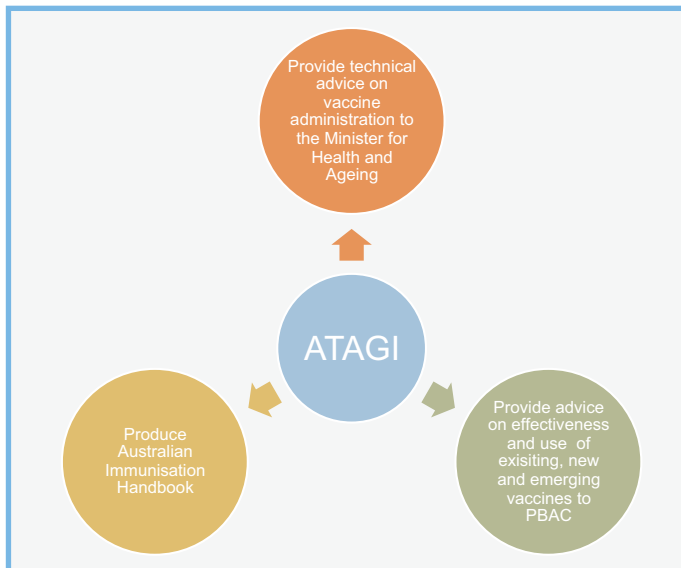 Provide technical
advice on
vaccine
administration to
the Minister for
Health and
Ageing
ATAGI
Produce
Australian
Immunisation
Handbook
Provide advice
on effectiveness
and use of
exisiting, new
and emerging
vaccines to
PBAC